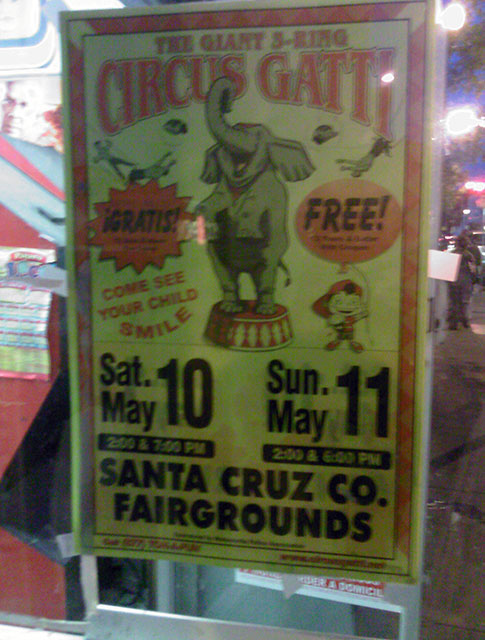 THE GIANT 3-RING
CIRCUS GATTI
¡GRATIS!
FREE!
COME SEE
YOUR CHILD
SMILE
Sat. May 10
2:00 & 7:00 PM
Sun. May 11
2:00 & 6:00 PM
SANTA CRUZ CO.
FAIRGROUNDS